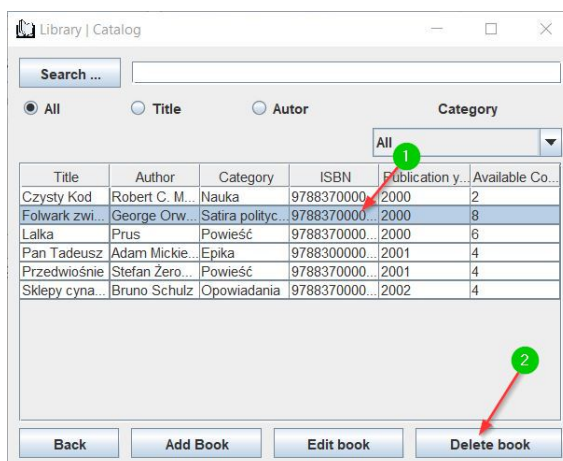 Library | Catalog
Search ...
All Title Autor Category
All
1
Title Author Category ISBN Publication y... Available Co...
Czysty Kod Robert C. M... Nauka 9788370000... 2000 2
Folwark zwi... George Orw... Satira polityc... 9788370000... 2000 8
Lalka Prus Powieść 9788370000... 2000 6
Pan Tadeusz Adam Mickie... Epika 9788300000... 2001 4
Przedwiośnie Stefan Żero... Powieść 9788370000... 2001 4
Sklepy cyna... Bruno Schulz Opowiadania 9788370000... 2002 4
2
Back Add Book Edit book Delete book